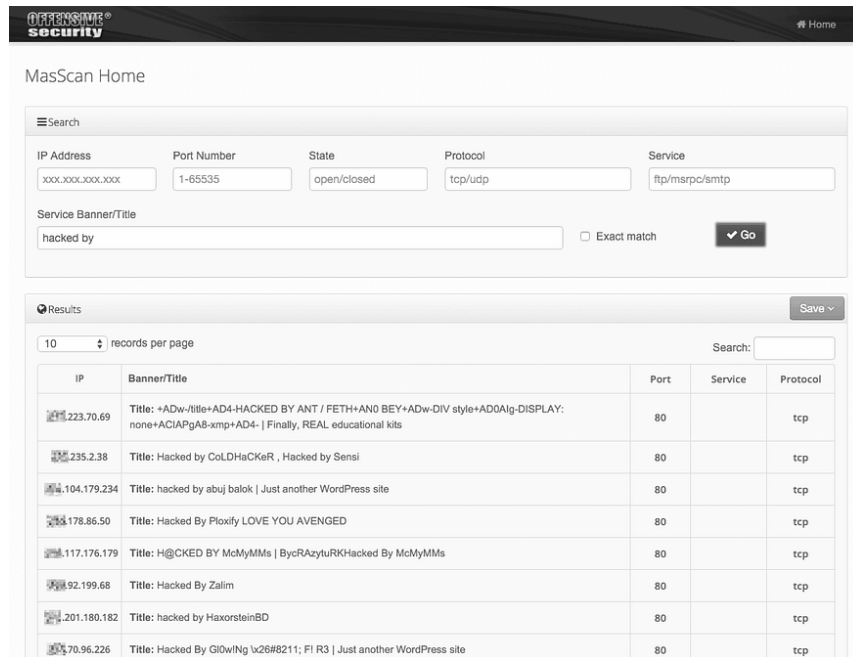 OFFENSIVE®
security
Home
MasScan Home
Search
IP Address Port Number State Protocol Service
xxx.xxx.xxx.xxx 1-65535 open/closed tcp/udp ftp/msrpc/smtp
Service Banner/Title
hacked by Exact match Go
Results Save
10 records per page Search:
IP Banner/Title Port Service Protocol
.223.70.69 Title: +ADw-/title+AD4-HACKED BY ANT / FETH+AN0 BEY+ADw-DIV style+AD0AIg-DISPLAY: 80 tcp
none+ACIAPgA8-xmp+AD4- | Finally, REAL educational kits
.235.2.38 Title: Hacked by CoLDHaCKeR , Hacked by Sensi 80 tcp
.104.179.234 Title: hacked by abuj balok | Just another WordPress site 80 tcp
.178.86.50 Title: Hacked By Ploxify LOVE YOU AVENGED 80 tcp
.117.176.179 Title: H@CKED BY McMyMMs | BycRAzytuRKHacked By McMyMMs 80 tcp
.92.199.68 Title: Hacked By Zalim 80 tcp
.201.180.182 Title: hacked by HaxorsteinBD 80 tcp
.70.96.226 Title: Hacked By Gl0w!Ng \x26#8211; F! R3 | Just another WordPress site 80 tcp